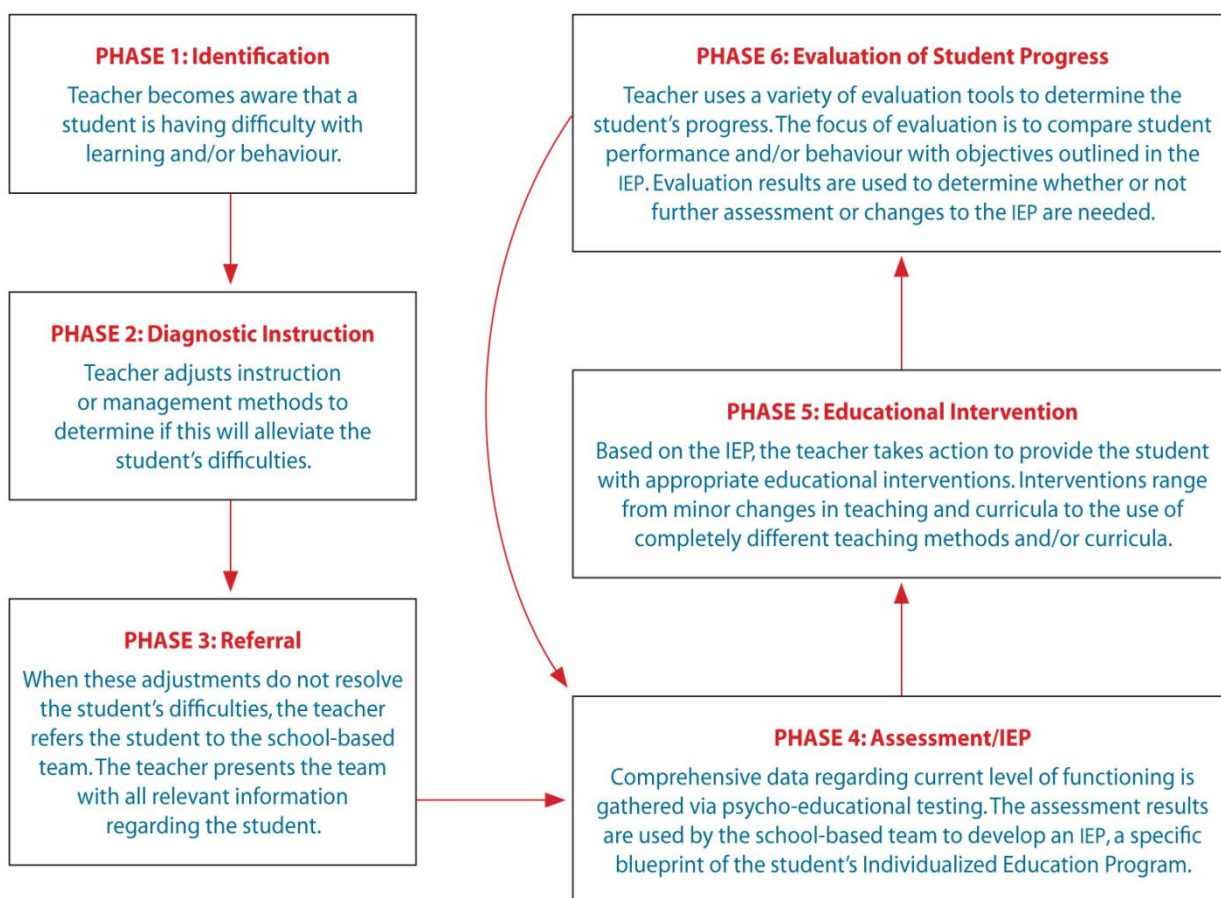 PHASE 1: Identification
Teacher becomes aware that a
student is having difficulty with
learning and/or behaviour.
PHASE 2: Diagnostic Instruction
Teacher adjusts instruction
or management methods to
determine if this will alleviate the
student's difficulties.
PHASE 3: Referral
When these adjustments do not resolve
the student's difficulties, the teacher
refers the student to the school-based
team. The teacher presents the team
with all relevant information
regarding the student.
PHASE 4: Assessment/IEP
Comprehensive data regarding current level of functioning is
gathered via psycho-educational testing. The assessment results
are used by the school-based team to develop an IEP, a specific
blueprint of the student's Individualized Education Program.
PHASE 5: Educational Intervention
Based on the IEP, the teacher takes action to provide the student
with appropriate educational interventions. Interventions range
from minor changes in teaching and curricula to the use of
completely different teaching methods and/or curricula.
PHASE 6: Evaluation of Student Progress
Teacher uses a variety of evaluation tools to determine the
student's progress. The focus of evaluation is to compare student
performance and/or behaviour with objectives outlined in the
IEP. Evaluation results are used to determine whether or not
further assessment or changes to the IEP are needed.